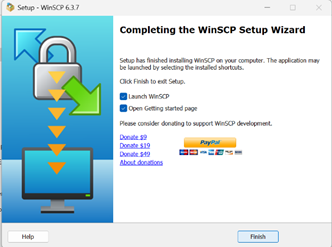 Setup - WinSCP 6.3.7
Completing the WinSCP Setup Wizard
Setup has finished installing WinSCP on your computer. The application may
be launched by selecting the installed shortcuts.
Click Finish to exit Setup.
Launch WinSCP
Open Getting started page
Please consider donating to support WinSCP development.
Donate $9
Donate $19
Donate $49
About donations
PayPal
Help
Finish